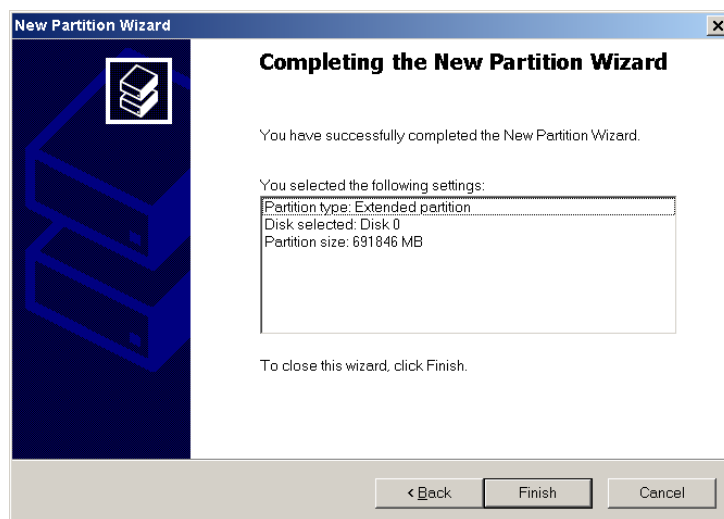 New Partition Wizard
Completing the New Partition Wizard
You have successfully completed the New Partition Wizard.
You selected the following settings:
Partition type: Extended partition
Disk selected: Disk 0
Partition size: 691846 MB
To close this wizard, click Finish.
< Back Finish Cancel